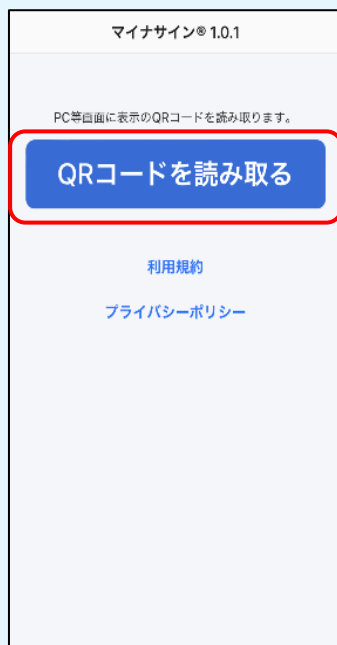 マイナサイン® 1.0.1
PC等画面に表示のQRコードを読み取ります。
QRコードを読み取る
利用規約
プライバシーポリシー